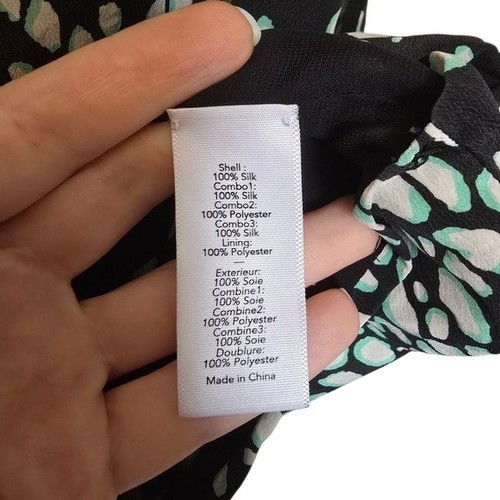 Shell :
100% Silk
Combo1:
100% Silk
Combo2:
100% Polyester
Combo3:
100% Silk
Lining:
100% Polyester
—
Exterieur:
100% Soie
Combine1:
100% Soie
Combine2:
100% Polyester
Combine3:
100% Soie
Doublure:
100% Polyester
Made in China